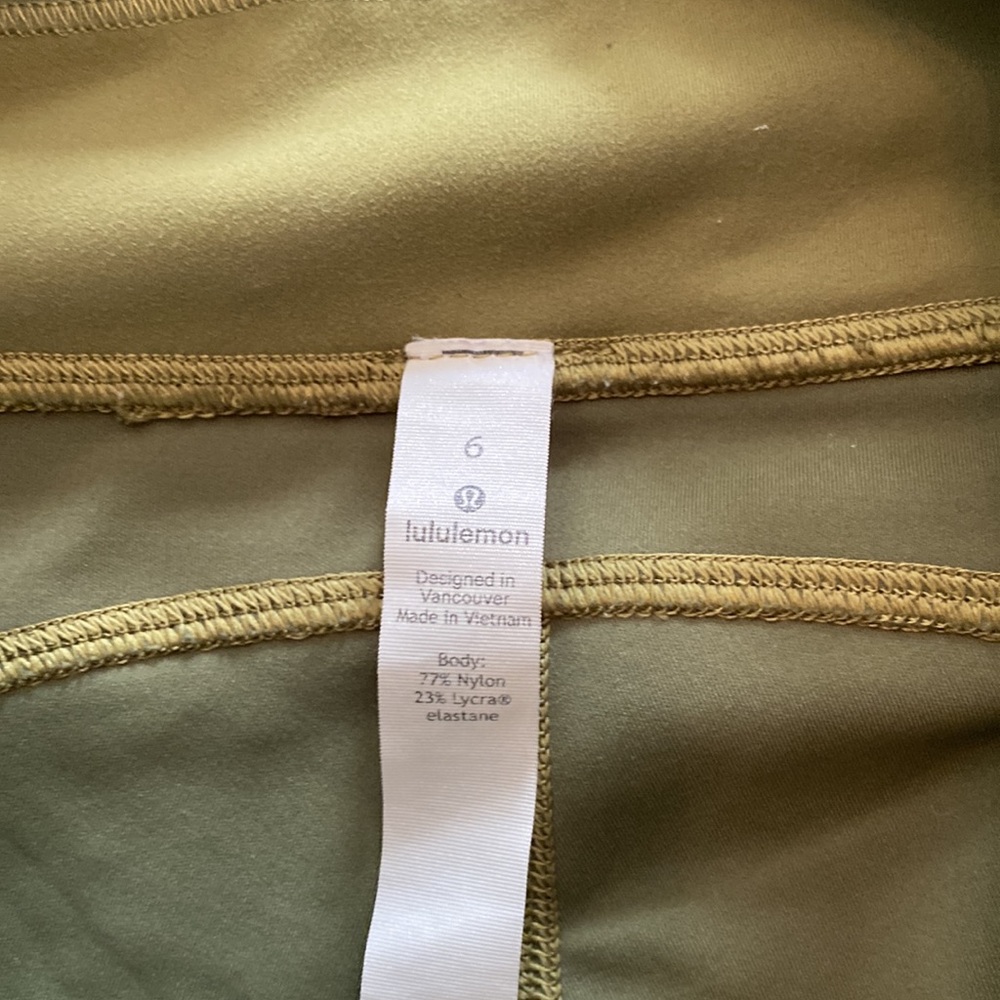 6
lululemon
Designed in
Vancouver
Made in Vietnam
Body:
77% Nylon
23% Lycra®
elastane